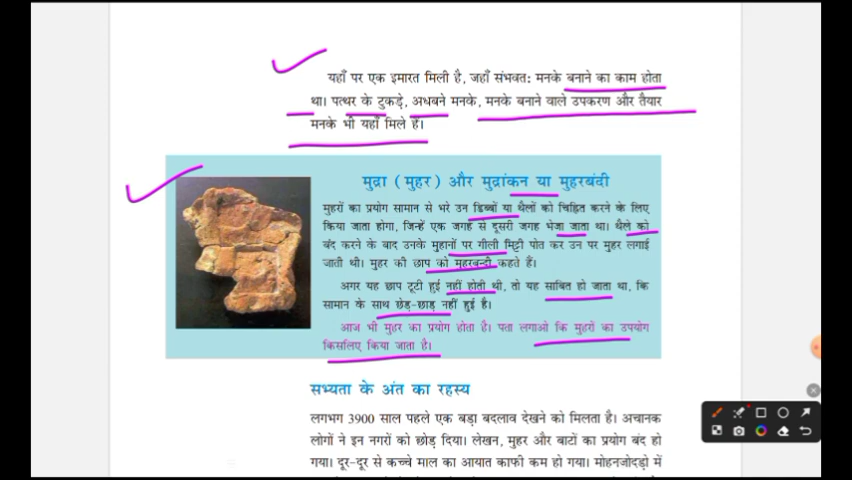 यहाँ पर एक इमारत मिली है, जहाँ संभवत: मनके बनाने का काम होता
था। पत्थर के टुकड़े, अधबने मनके, मनके बनाने वाले उपकरण और तैयार
मनके भी यहाँ मिले हैं।
मुद्रा (मुहर) और मुद्रांकन या मुहरबंदी
मुहरों का प्रयोग सामान से भरे उन डिब्बों या थैलों को चिह्नित करने के लिए
किया जाता होगा, जिन्हें एक जगह से दूसरी जगह भेजा जाता था। थैले को
बंद करने के बाद उनके मुहानों पर गीली मिट्टी पोत कर उन पर मुहर लगाई
जाती थी। मुहर की छाप को मुहरबन्दी कहते हैं।
अगर यह छाप टूटी हुई नहीं होती थी, तो यह साबित हो जाता था, कि
सामान के साथ छेड़-छाड़ नहीं हुई है।
आज भी मुहर का प्रयोग होता है। पता लगाओ कि मुहरों का उपयोग
किसलिए किया जाता है।
सभ्यता के अंत का रहस्य
लगभग 3900 साल पहले एक बड़ा बदलाव देखने को मिलता है। अचानक
लोगों ने इन नगरों को छोड़ दिया। लेखन, मुहर और बाटों का प्रयोग बंद हो
गया। दूर-दूर से कच्चे माल का आयात काफी कम हो गया। मोहनजोदड़ो में